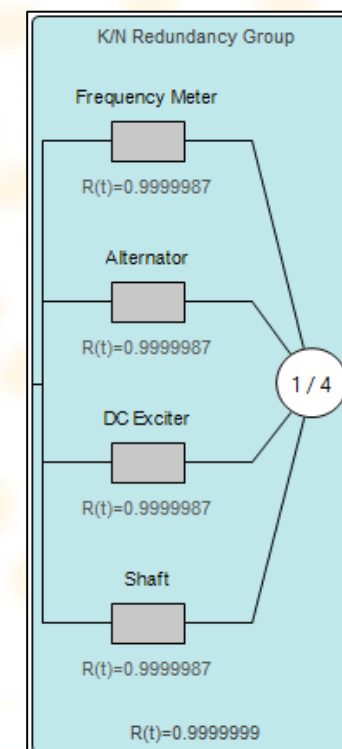 K/N Redundancy Group
Frequency Meter
R(t)=0.9999987
Alternator
R(t)=0.9999987
1 / 4
DC Exciter
R(t)=0.9999987
Shaft
R(t)=0.9999987
R(t)=0.9999999